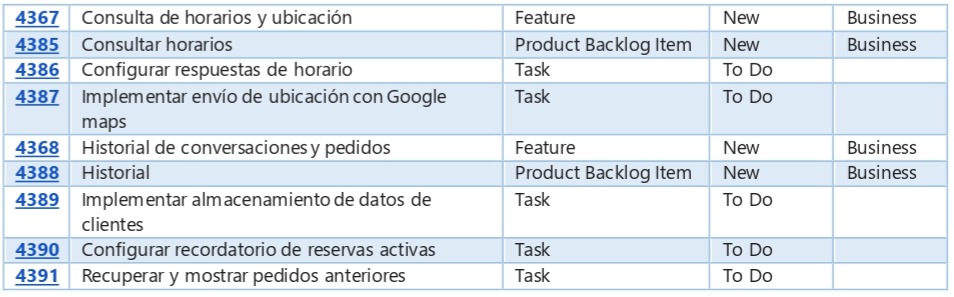 4367 Consulta de horarios y ubicación Feature New Business
4385 Consultar horarios Product Backlog Item New Business
4386 Configurar respuestas de horario Task To Do
4387 Implementar envío de ubicación con Google Task To Do
maps
4368 Historial de conversaciones y pedidos Feature New Business
4388 Historial Product Backlog Item New Business
4389 Implementar almacenamiento de datos de Task To Do
clientes
4390 Configurar recordatorio de reservas activas Task To Do
4391 Recuperar y mostrar pedidos anteriores Task To Do